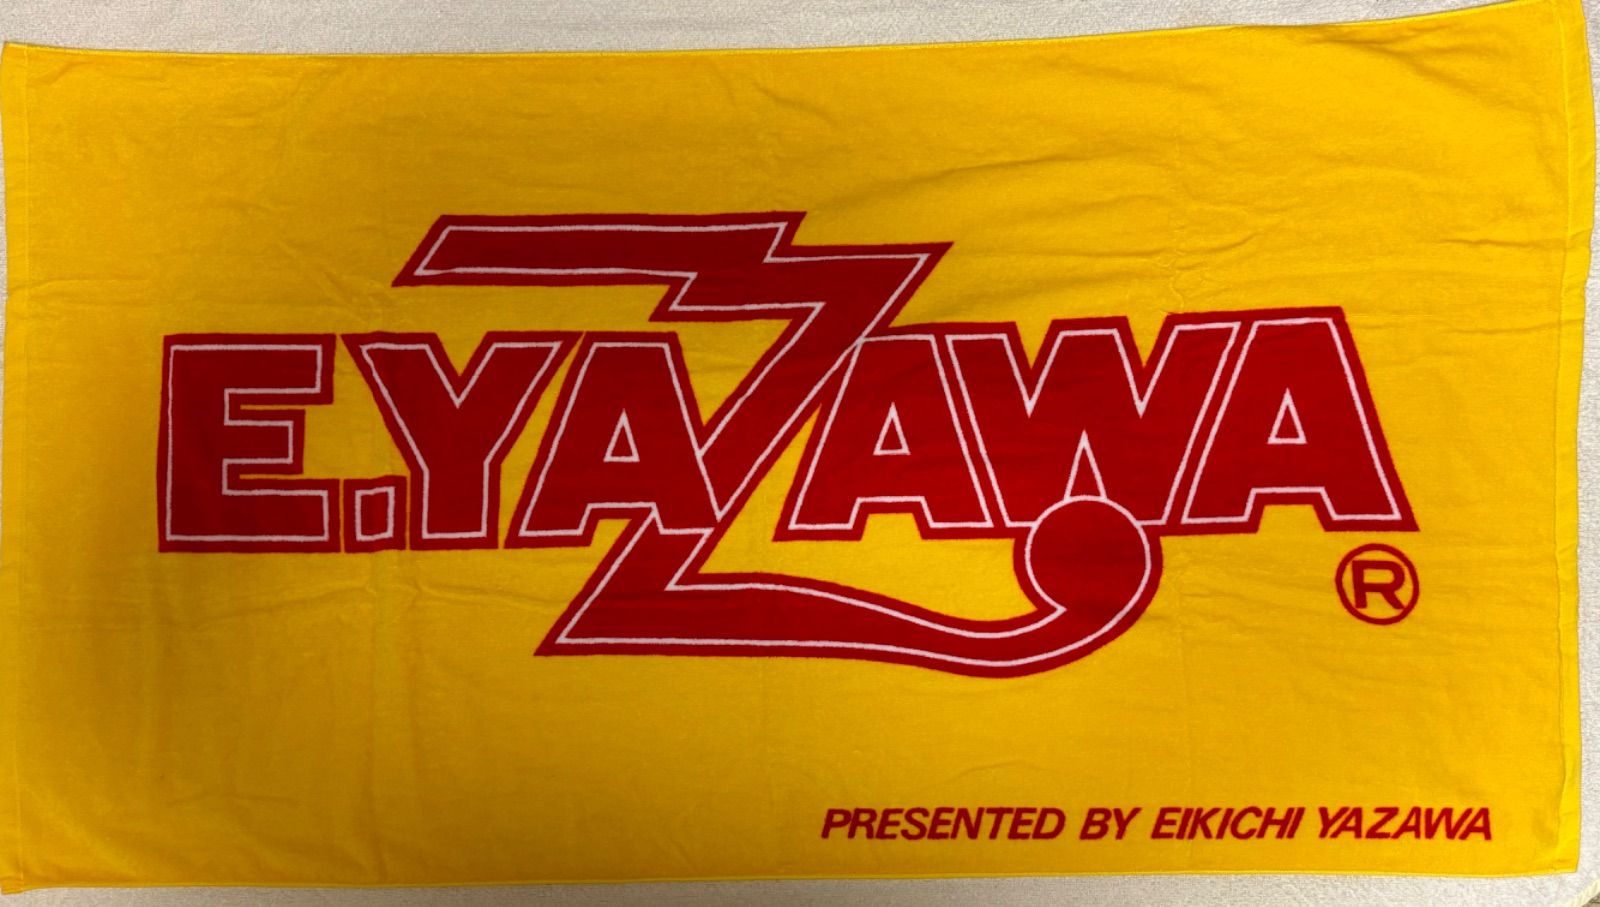 E.YAZAWA
®
PRESENTED BY EIKICHI YAZAWA